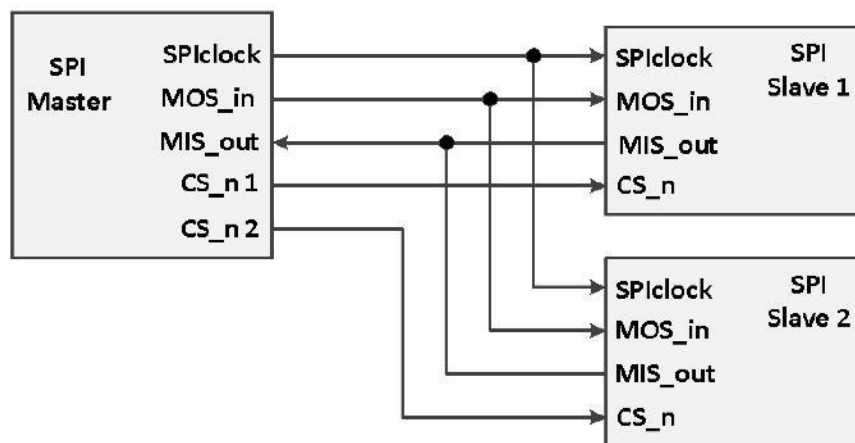 SPI
Master
SPIclock
MOS_in
MIS_out
CS_n 1
CS_n 2
SPIclock
MOS_in
MIS_out
CS_n
SPI
Slave 1
SPIclock
MOS_in
MIS_out
CS_n
SPI
Slave 2